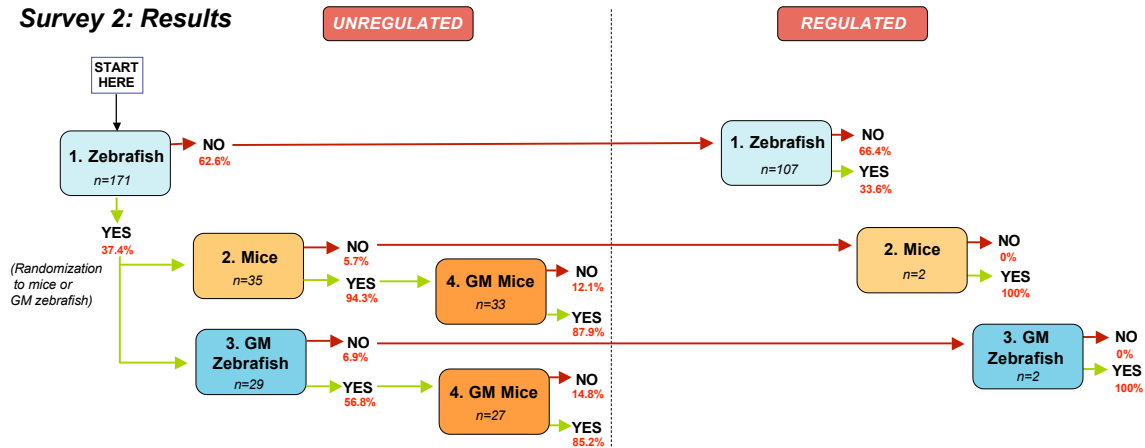 Survey 2: Results
UNREGULATED
REGULATED
START
HERE
1. Zebrafish
n=171
NO
62.6%
1. Zebrafish
n=107
NO
66.4%
YES
33.6%
YES
37.4%
(Randomization
to mice or
GM zebrafish)
2. Mice
n=35
NO
5.7%
YES
94.3%
4. GM Mice
n=33
NO
12.1%
YES
87.9%
2. Mice
n=2
NO
0%
YES
100%
3. GM
Zebrafish
n=29
NO
6.9%
YES
56.8%
4. GM Mice
n=27
NO
14.8%
YES
85.2%
3. GM
Zebrafish
n=2
NO
0%
YES
100%